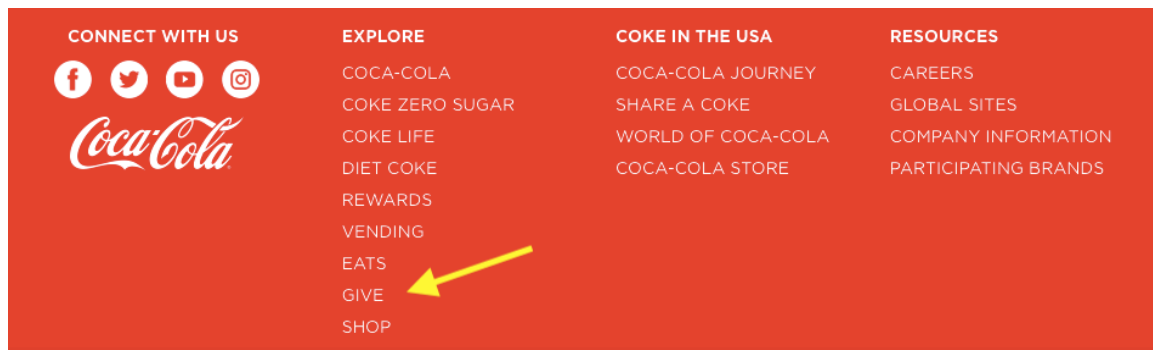 CONNECT WITH US
Coca-Cola
EXPLORE
COCA-COLA
COKE ZERO SUGAR
COKE LIFE
DIET COKE
REWARDS
VENDING
EATS
GIVE
SHOP
COKE IN THE USA
COCA-COLA JOURNEY
SHARE A COKE
WORLD OF COCA-COLA
COCA-COLA STORE
RESOURCES
CAREERS
GLOBAL SITES
COMPANY INFORMATION
PARTICIPATING BRANDS